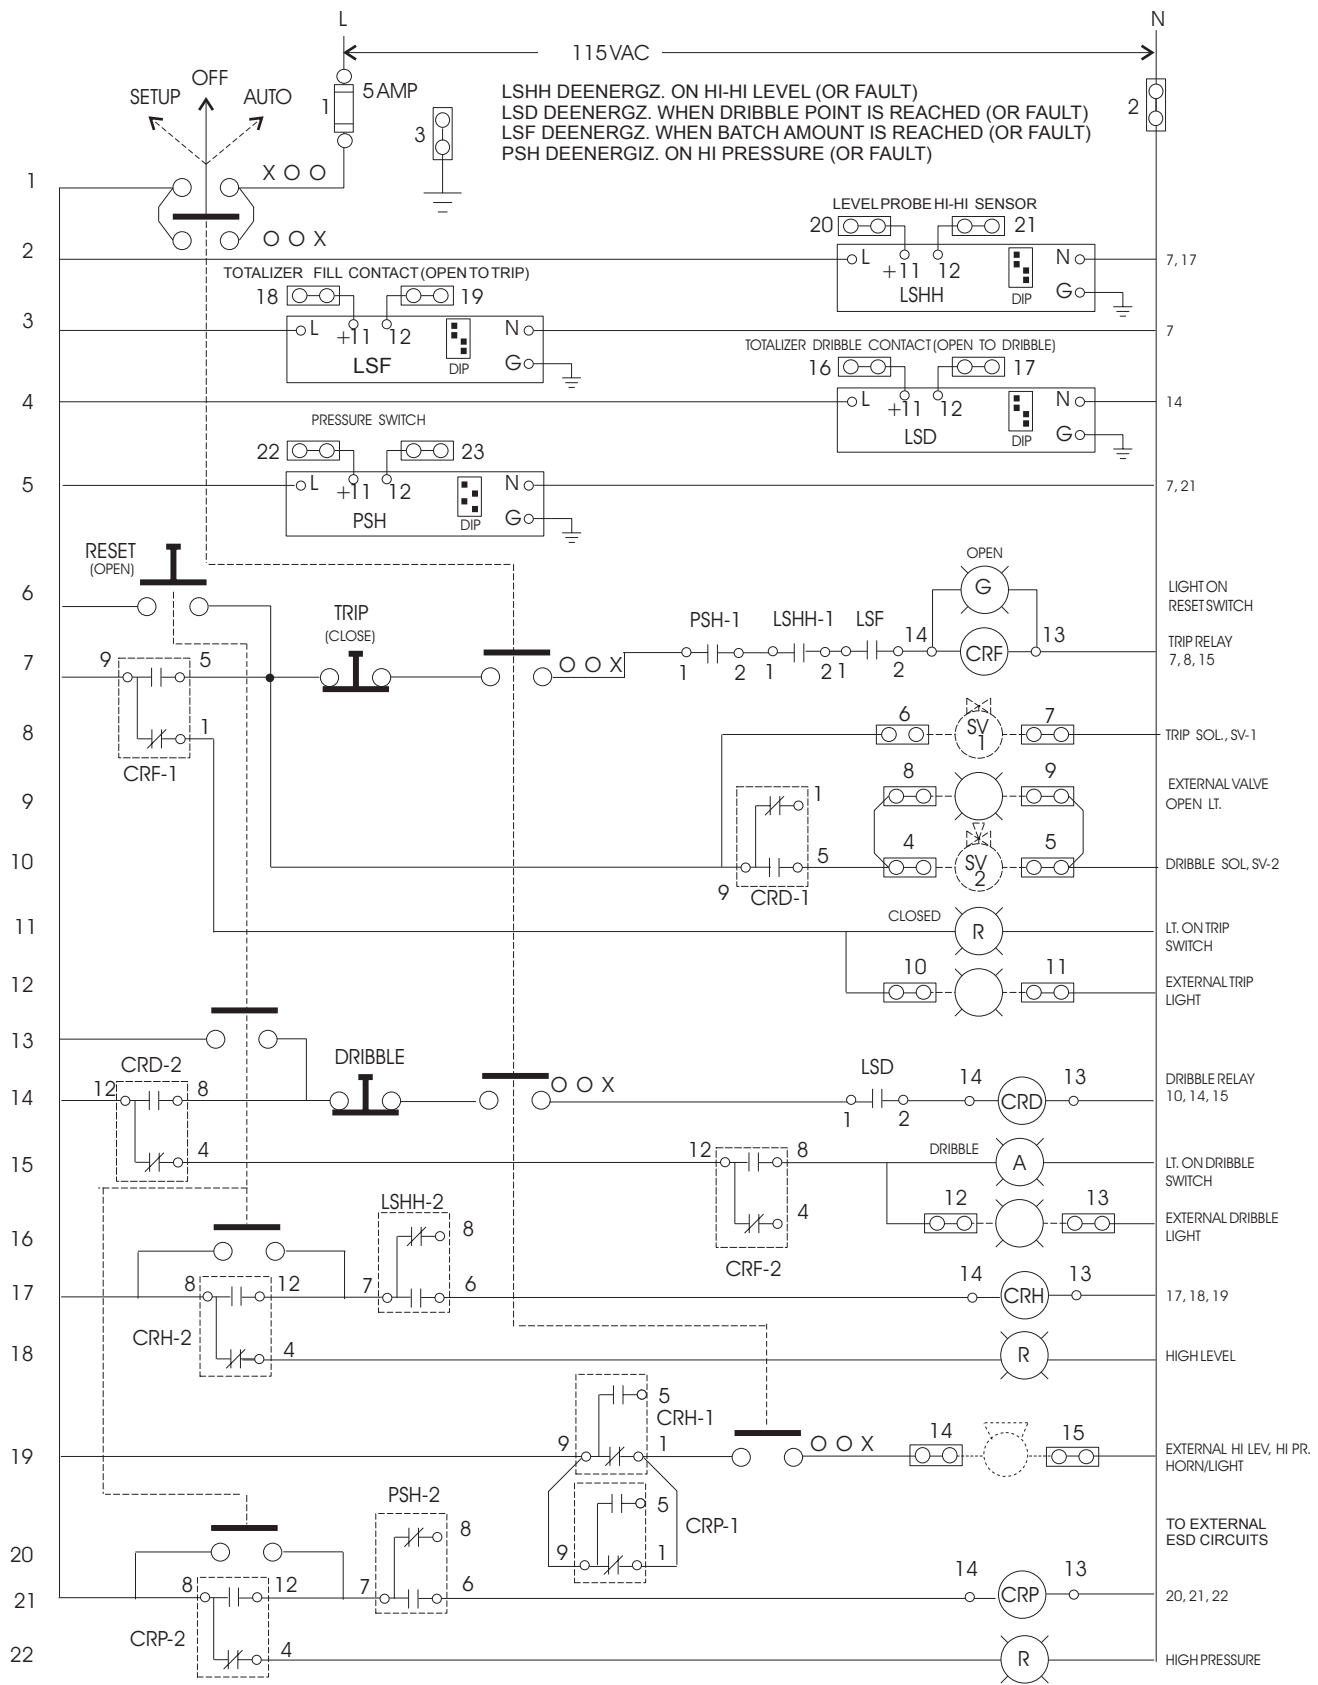 L
N
115 VAC
SETUP
OFF
AUTO
1
5 AMP
3
2
LSHH DEENERGZ. ON HI-HI LEVEL (OR FAULT)
LSD DEENERGZ. WHEN DRIBBLE POINT IS REACHED (OR FAULT)
LSF DEENERGZ. WHEN BATCH AMOUNT IS REACHED (OR FAULT)
PSH DEENERGIZ. ON HI PRESSURE (OR FAULT)
1
X O O
O O X
LEVEL PROBE HI-HI SENSOR
20
21
2
L
+11
12
LSHH
DIP
N
G
7, 17
TOTALIZER FILL CONTACT (OPEN TO TRIP)
18
19
3
L
+11
12
LSF
DIP
N
G
7
TOTALIZER DRIBBLE CONTACT (OPEN TO DRIBBLE)
16
17
4
L
+11
12
LSD
DIP
N
G
14
PRESSURE SWITCH
22
23
5
L
+11
12
PSH
DIP
N
G
7, 21
RESET
(OPEN)
6
OPEN
G
LIGHT ON
RESET SWITCH
TRIP
(CLOSE)
7
9
5
O O X
PSH-1
1
2
LSHH-1
1
2
LSF
1
2
14
CRF
13
TRIP RELAY
7, 8, 15
8
1
CRF-1
6
SV
1
7
TRIP SOL., SV-1
9
1
8
9
EXTERNAL VALVE
OPEN LT.
10
9
5
CRD-1
4
SV
2
5
DRIBBLE SOL, SV-2
11
CLOSED
R
LT. ON TRIP
SWITCH
12
10
11
EXTERNAL TRIP
LIGHT
13
CRD-2
DRIBBLE
14
12
8
O O X
LSD
1
2
14
CRD
13
DRIBBLE RELAY
10, 14, 15
15
4
12
8
DRIBBLE
A
LT. ON DRIBBLE
SWITCH
16
LSHH-2
8
4
CRF-2
12
13
EXTERNAL DRIBBLE
LIGHT
17
8
12
7
6
14
CRH
13
17, 18, 19
CRH-2
18
4
R
HIGH LEVEL
5
CRH-1
19
9
1
O O X
14
15
EXTERNAL HI LEV, HI PR.
HORN/LIGHT
PSH-2
8
5
CRP-1
9
1
TO EXTERNAL
ESD CIRCUITS
20
21
8
12
7
6
14
CRP
13
20, 21, 22
CRP-2
22
4
R
HIGH PRESSURE